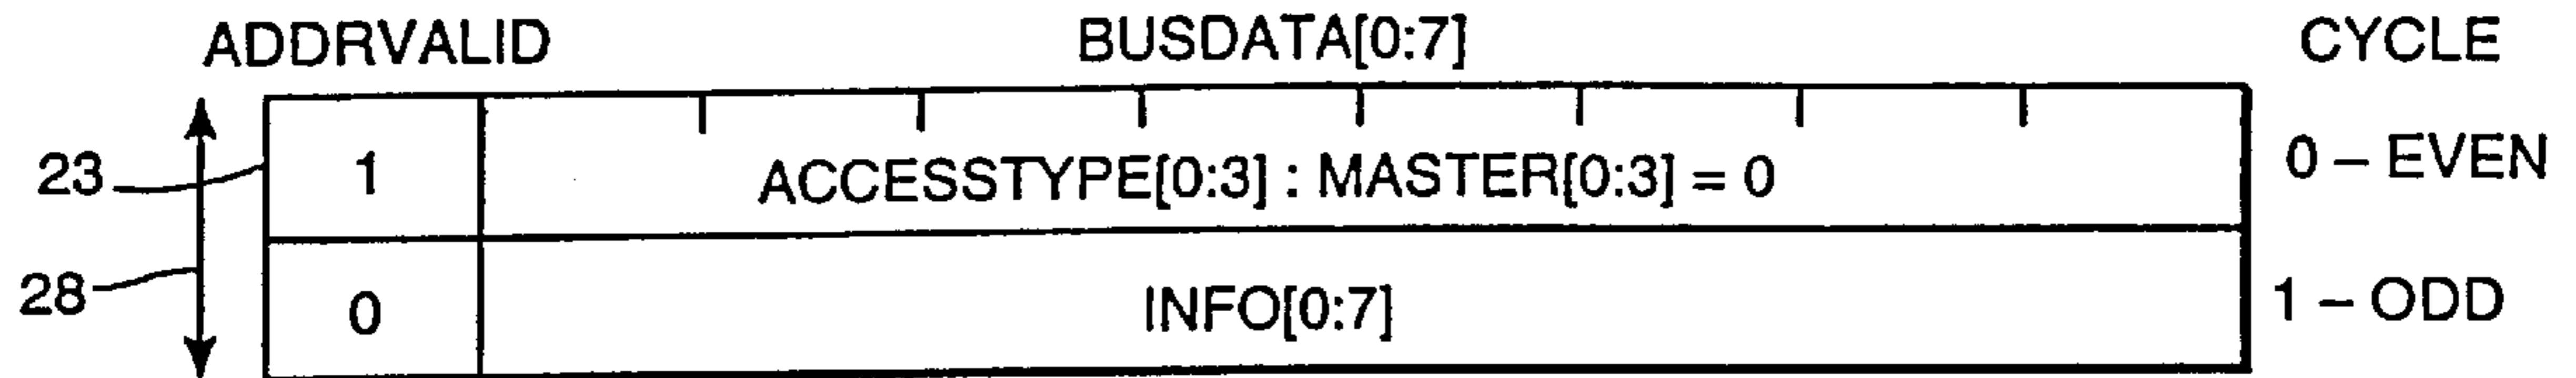 ADDRVALID BUSDATA[0:7] CYCLE
23 1 ACCESSTYPE[0:3] : MASTER[0:3] = 0 0 – EVEN
28 0 INFO[0:7] 1 – ODD